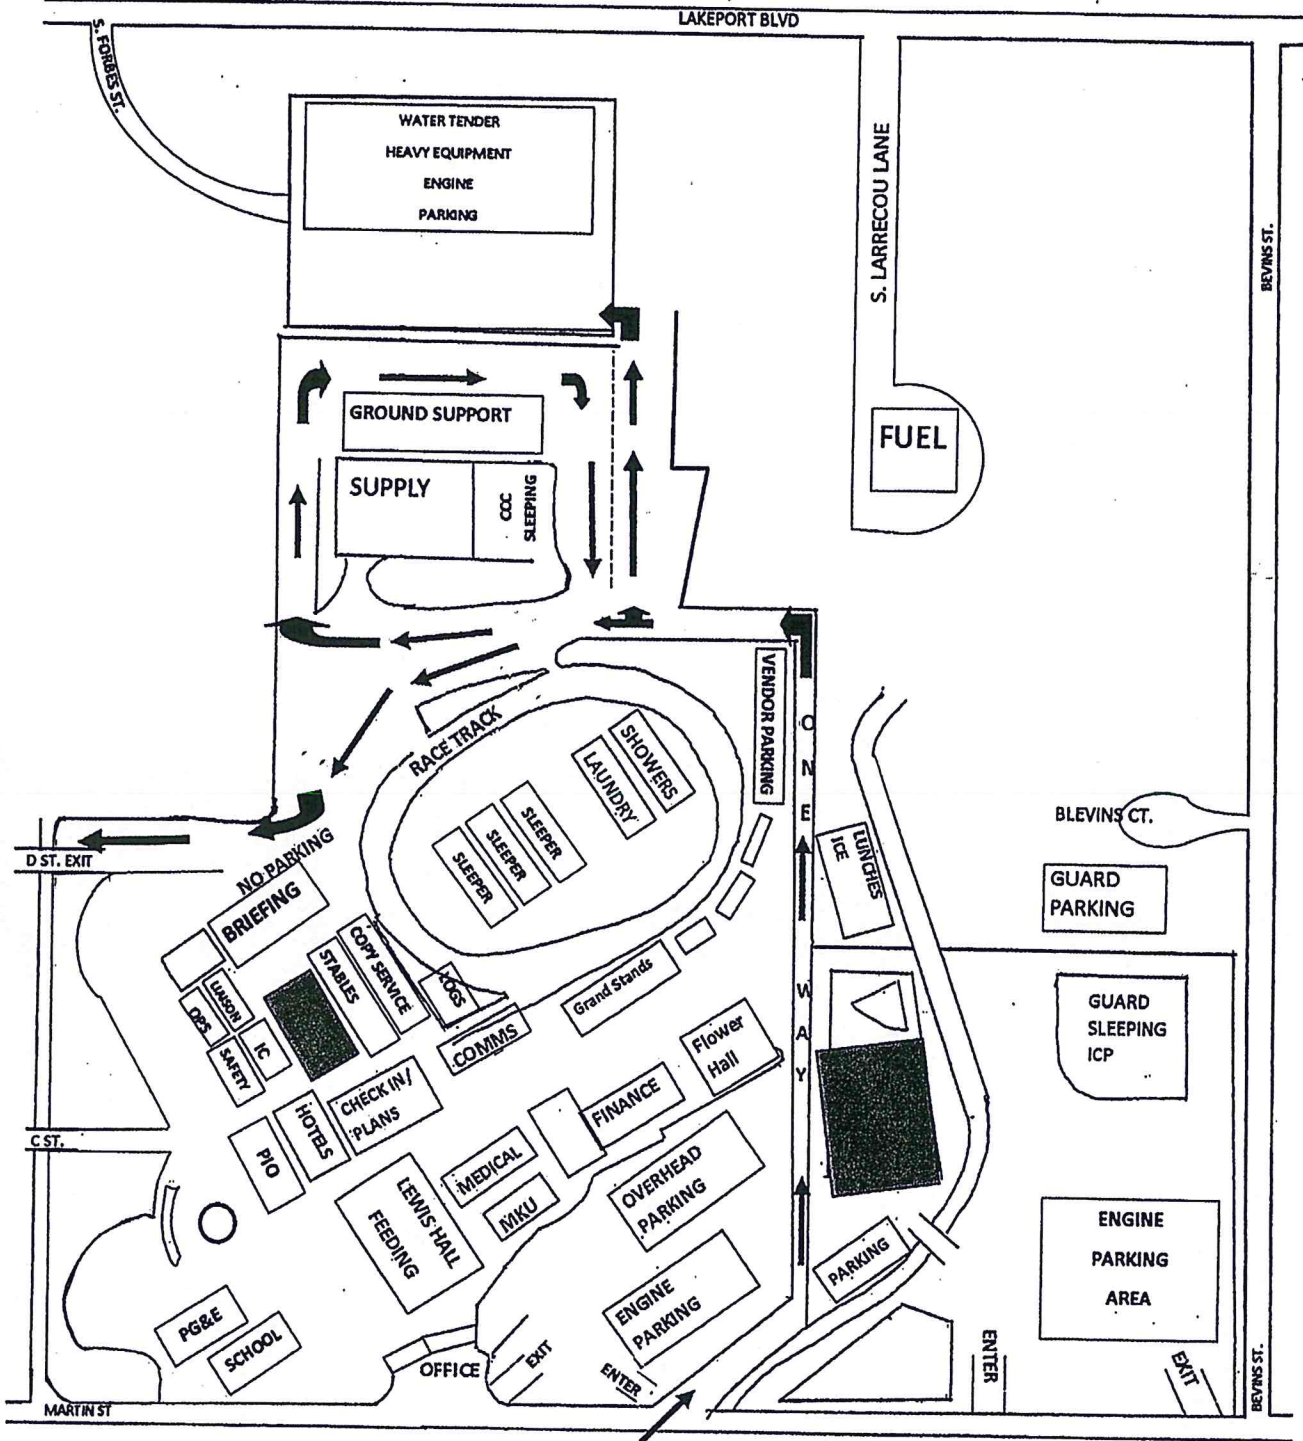 LAKEPORT BLVD
S. FORBES ST.
WATER TENDER
HEAVY EQUIPMENT
ENGINE
PARKING
S. LARRECOU LANE
BEVINS ST.
GROUND SUPPORT
FUEL
SUPPLY
CCC
SLEEPING
VENDOR PARKING
ONE WAY
RACE TRACK
SHOWERS
LAUNDRY
SLEEPER
SLEEPER
SLEEPER
BLEVINS CT.
LUNCHES
ICE
D ST. EXIT
NO PARKING
GUARD
PARKING
BRIEFING
COPY SERVICE
STABLES
LOGS
Grand Stands
LIAISON
OPS
IC
SAFETY
COMMS
Flower
Hall
GUARD
SLEEPING
ICP
CHECK IN/
PLANS
HOTELS
FINANCE
C ST.
PIO
MEDICAL
MKU
OVERHEAD
PARKING
LEWIS HALL
FEEDING
ENGINE
PARKING
AREA
PARKING
ENGINE
PARKING
PG&E
SCHOOL
OFFICE
EXIT
ENTER
ENTER
EXIT
BEVINS ST.
MARTIN ST